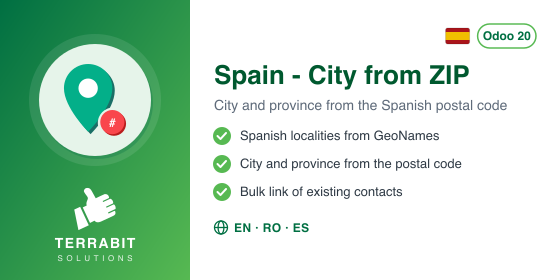 Odoo 20
Spain - City from ZIP
City and province from the Spanish postal code
Spanish localities from GeoNames
City and province from the postal code
Bulk link of existing contacts
EN · RO · ES
#
TERRABIT
SOLUTIONS